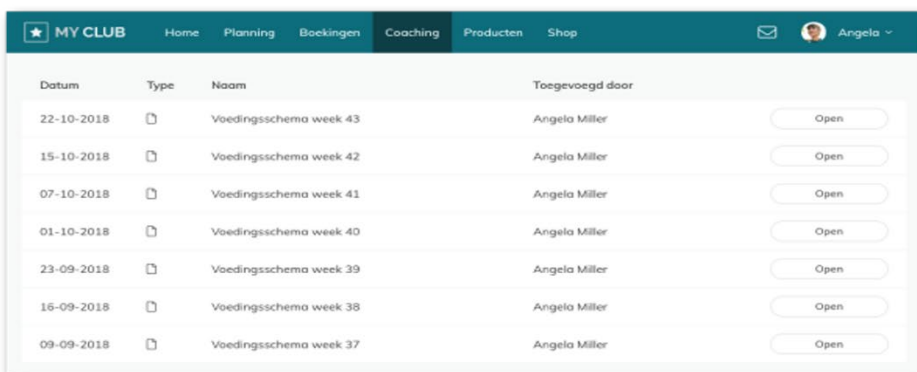 MY CLUB Home Planning Boekingen Coaching Producten Shop Angela
Datum Type Naam Toegevoegd door
22-10-2018 Voedingsschema week 43 Angela Miller Open
15-10-2018 Voedingsschema week 42 Angela Miller Open
07-10-2018 Voedingsschema week 41 Angela Miller Open
01-10-2018 Voedingsschema week 40 Angela Miller Open
23-09-2018 Voedingsschema week 39 Angela Miller Open
16-09-2018 Voedingsschema week 38 Angela Miller Open
09-09-2018 Voedingsschema week 37 Angela Miller Open